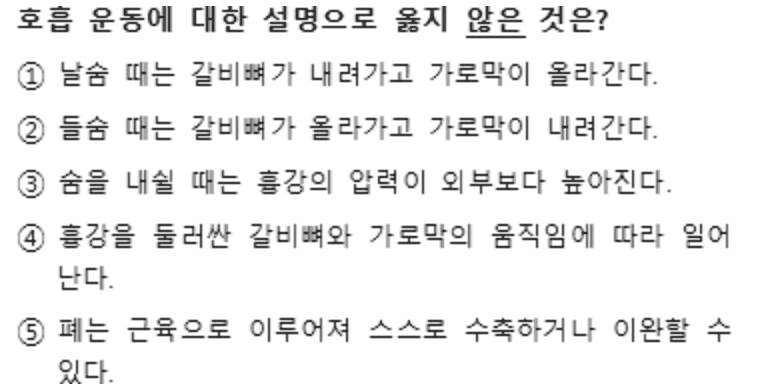 호흡 운동에 대한 설명으로 옳지 않은 것은?
① 날숨 때는 갈비뼈가 내려가고 가로막이 올라간다.
② 들숨 때는 갈비뼈가 올라가고 가로막이 내려간다.
③ 숨을 내쉴 때는 흉강의 압력이 외부보다 높아진다.
④ 흉강을 둘러싼 갈비뼈와 가로막의 움직임에 따라 일어
난다.
⑤ 폐는 근육으로 이루어져 스스로 수축하거나 이완할 수
있다.